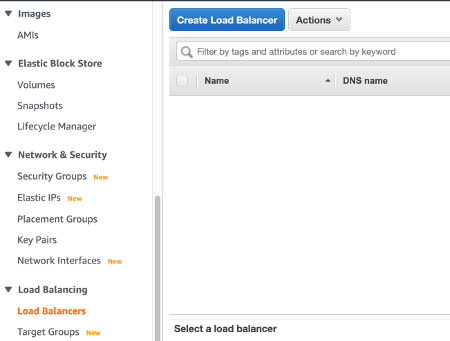 Images
AMIs
Elastic Block Store
Volumes
Snapshots
Lifecycle Manager
Network & Security
Security Groups New
Elastic IPs New
Placement Groups
Key Pairs
Network Interfaces New
Load Balancing
Load Balancers
Target Groups New
Create Load Balancer Actions
Filter by tags and attributes or search by keyword
Name DNS name
Select a load balancer